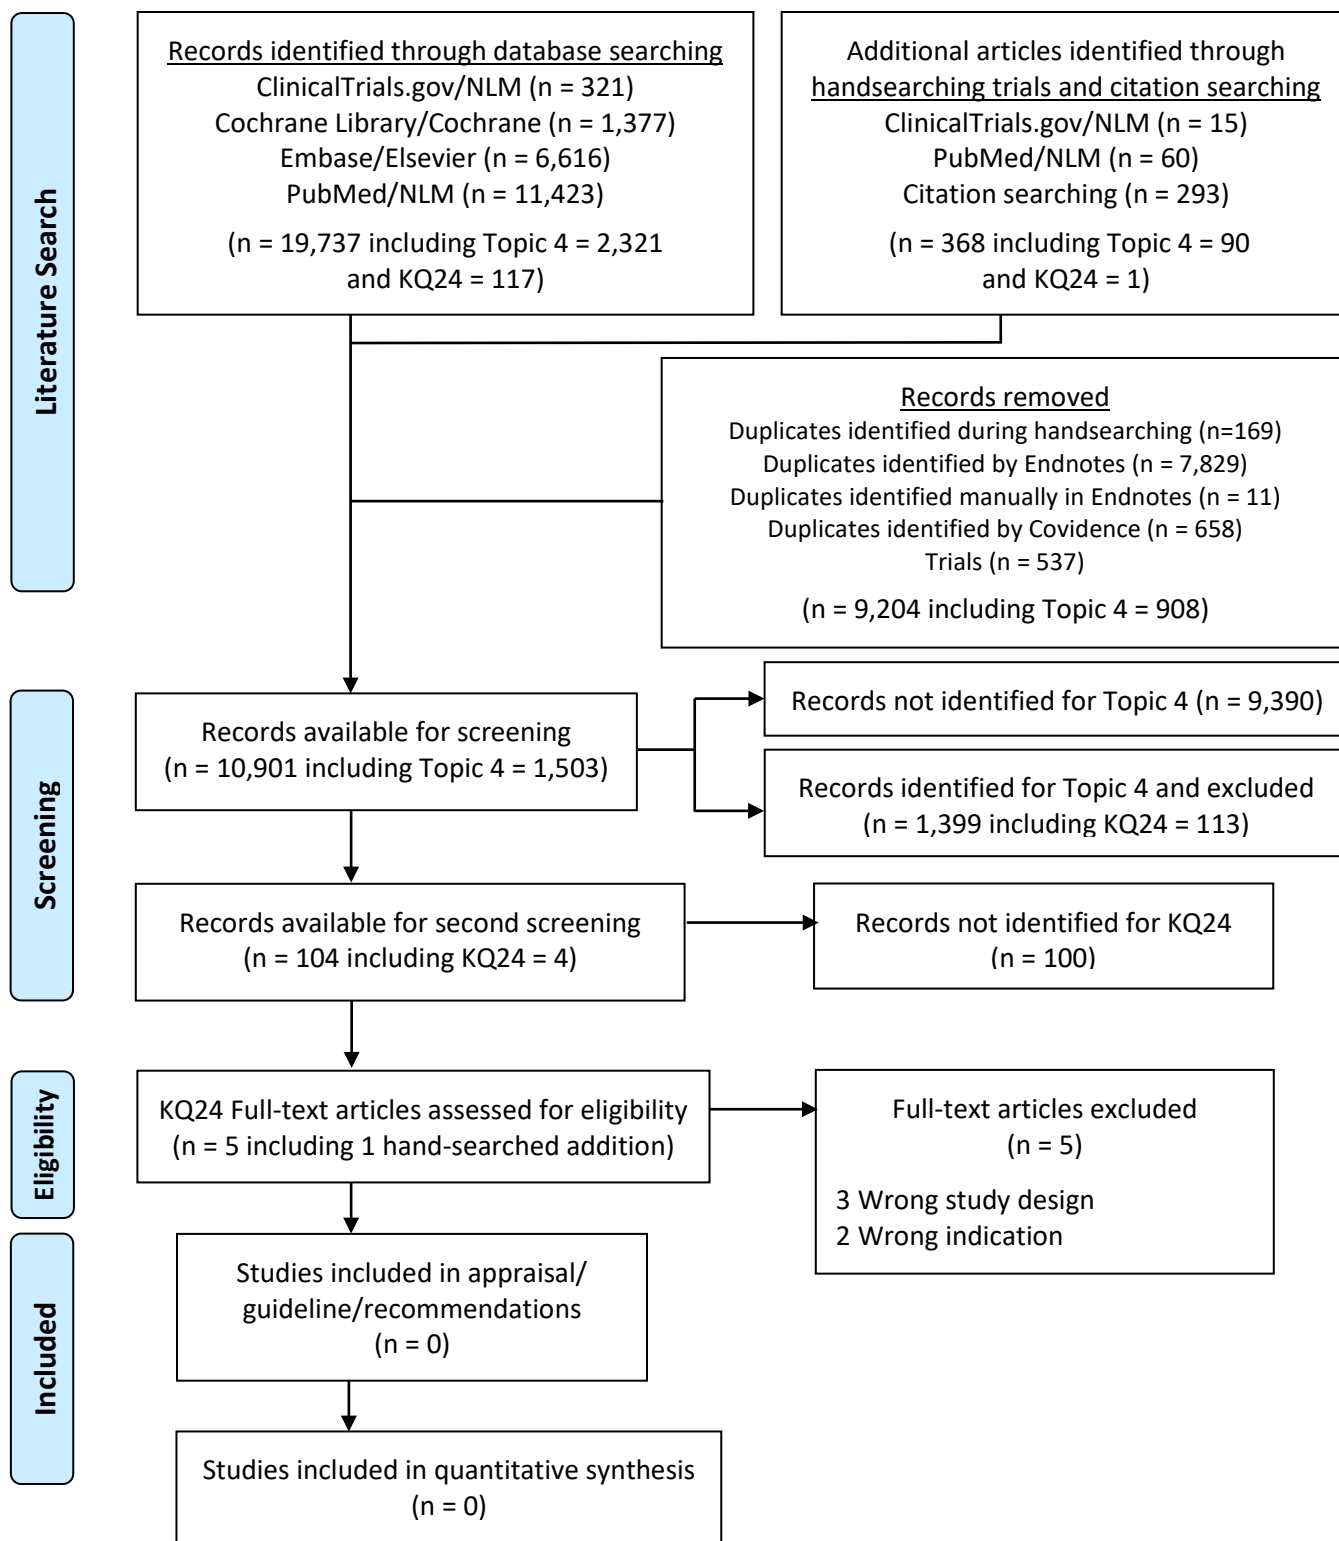 Literature Search
Records identified through database searching
ClinicalTrials.gov/NLM (n = 321)
Cochrane Library/Cochrane (n = 1,377)
Embase/Elsevier (n = 6,616)
PubMed/NLM (n = 11,423)
(n = 19,737 including Topic 4 = 2,321
and KQ24 = 117)
Additional articles identified through
handsearching trials and citation searching
ClinicalTrials.gov/NLM (n = 15)
PubMed/NLM (n = 60)
Citation searching (n = 293)
(n = 368 including Topic 4 = 90
and KQ24 = 1)
Records removed
Duplicates identified during handsearching (n=169)
Duplicates identified by Endnotes (n = 7,829)
Duplicates identified manually in Endnotes (n = 11)
Duplicates identified by Covidence (n = 658)
Trials (n = 537)
(n = 9,204 including Topic 4 = 908)
Screening
Records available for screening
(n = 10,901 including Topic 4 = 1,503)
Records not identified for Topic 4 (n = 9,390)
Records identified for Topic 4 and excluded
(n = 1,399 including KQ24 = 113)
Records available for second screening
(n = 104 including KQ24 = 4)
Records not identified for KQ24
(n = 100)
Eligibility
KQ24 Full-text articles assessed for eligibility
(n = 5 including 1 hand-searched addition)
Full-text articles excluded
(n = 5)
3 Wrong study design
2 Wrong indication
Included
Studies included in appraisal/
guideline/recommendations
(n = 0)
Studies included in quantitative synthesis
(n = 0)